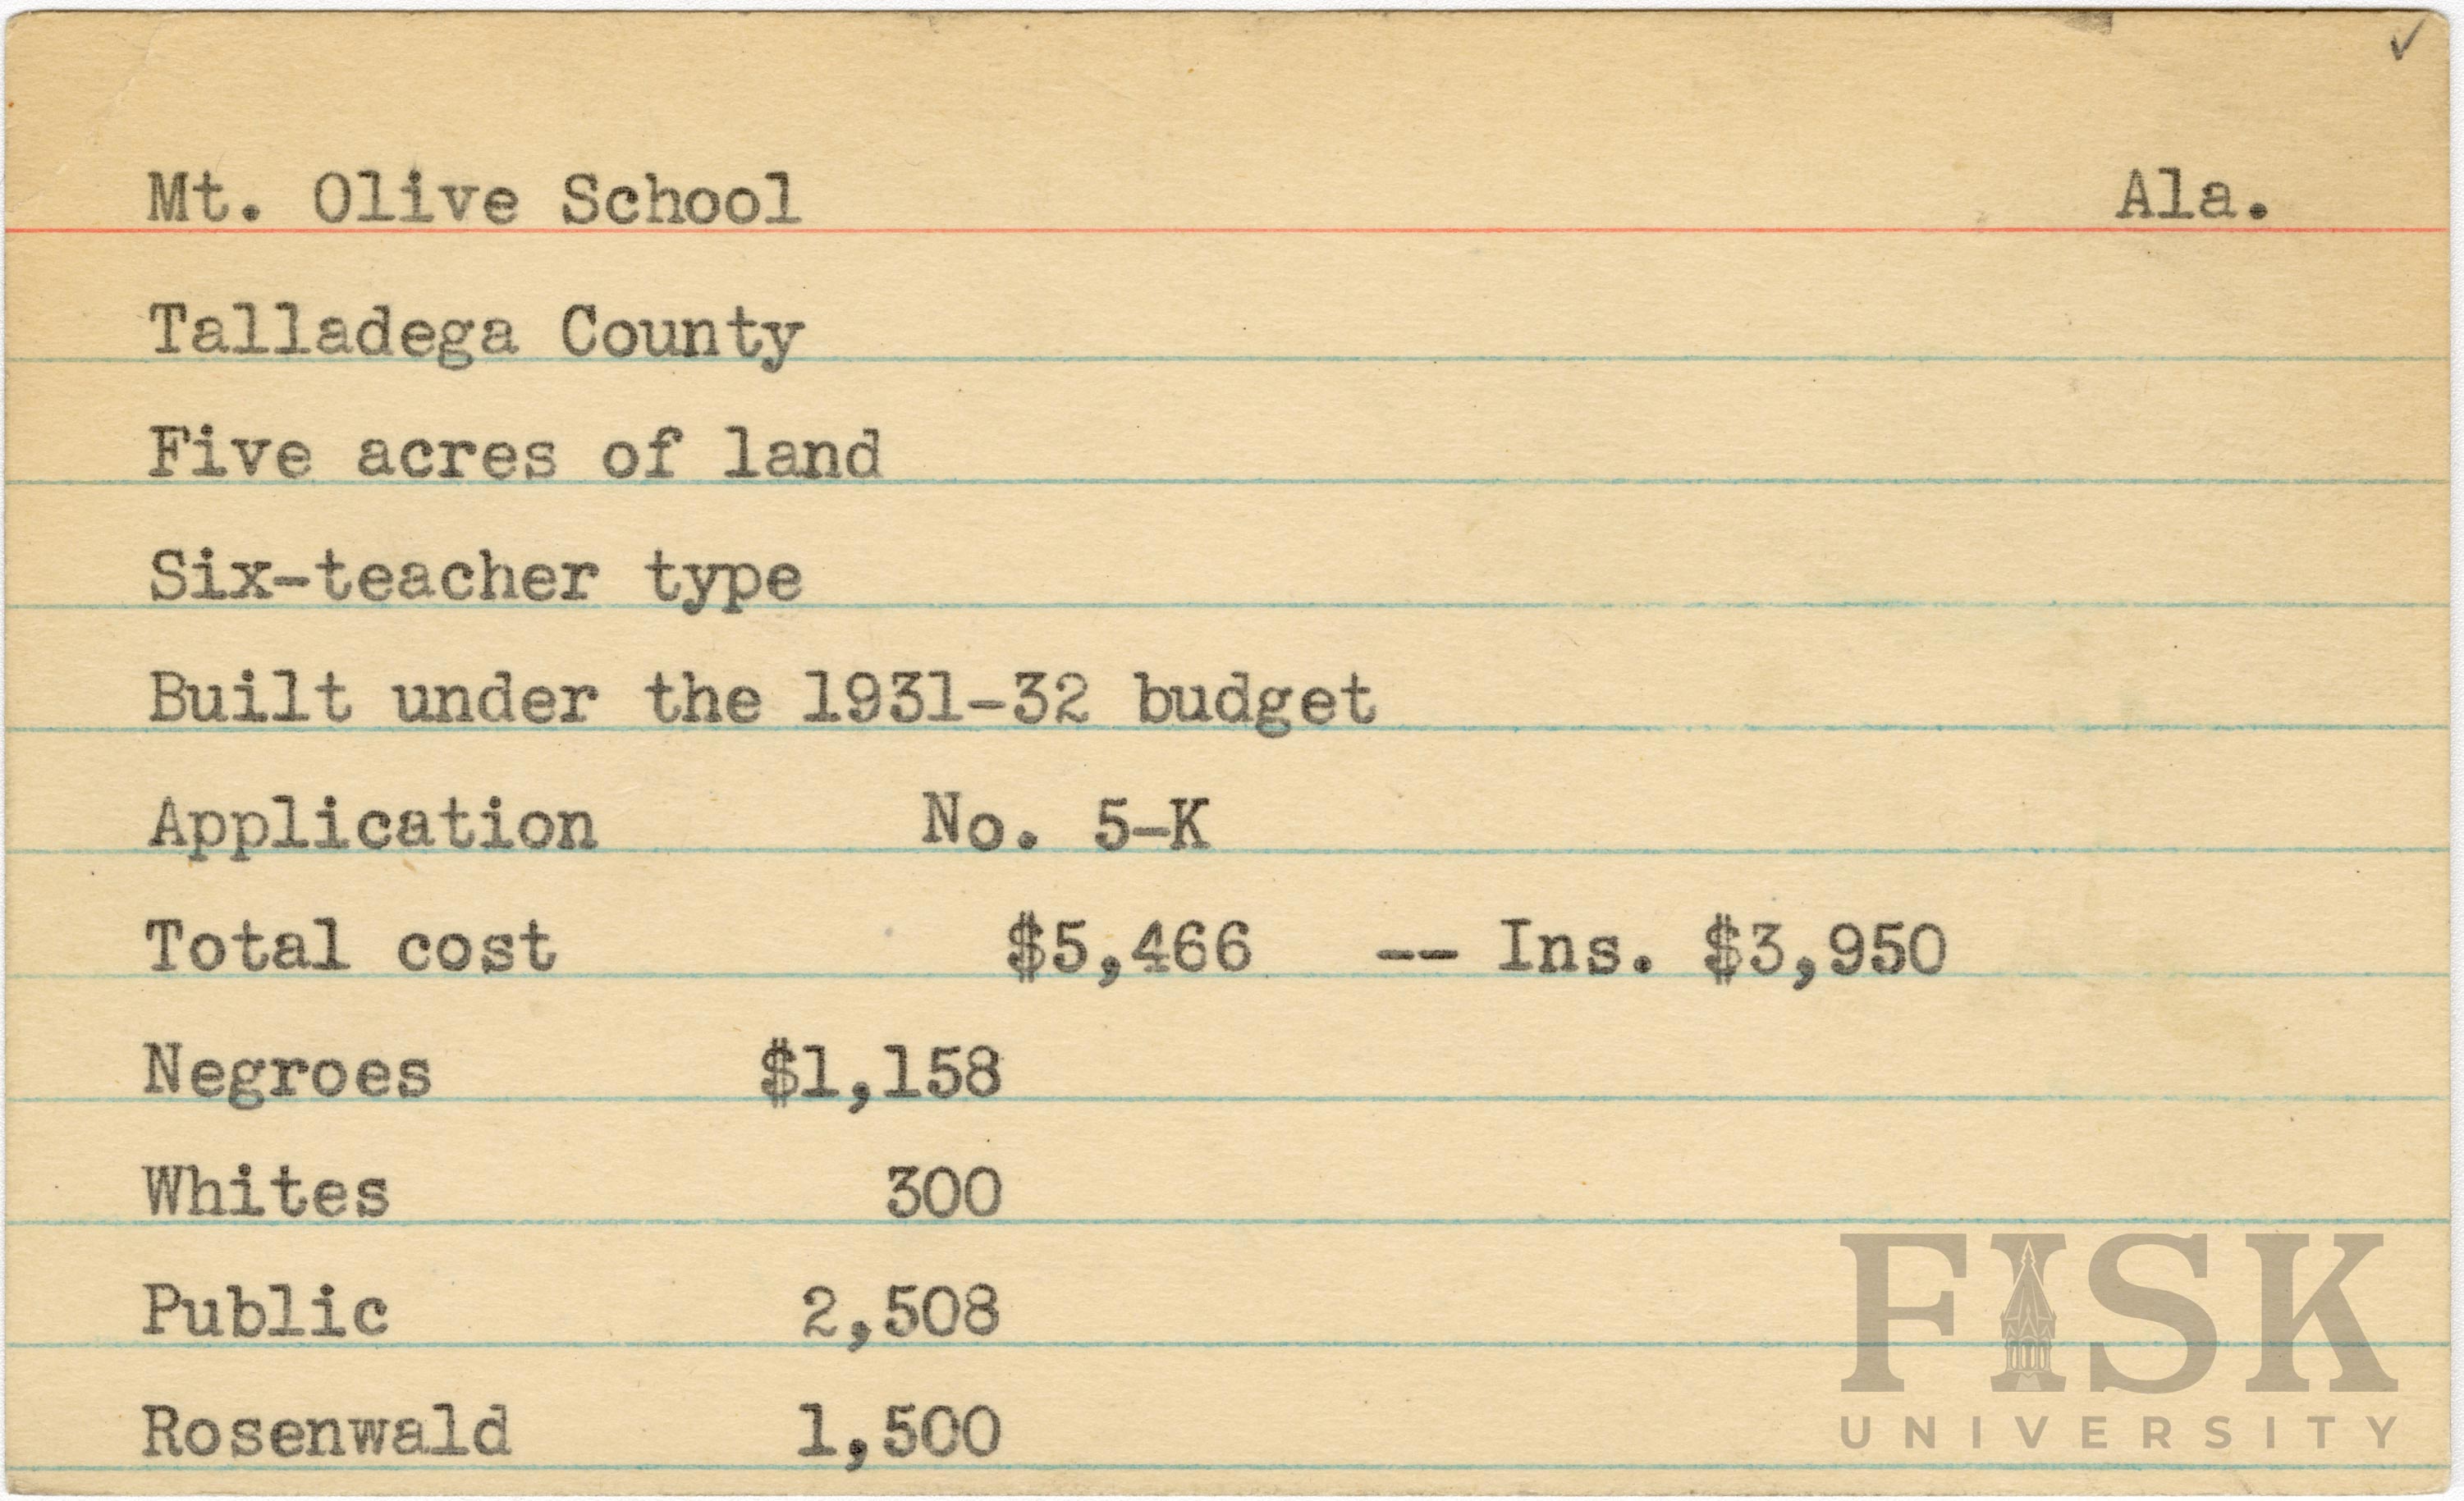 Mt. Olive School Ala.
Talladega County
Five acres of land
Six-teacher type
Built under the 1931-32 budget
Application No. 5-K
Total cost $5,466 -- Ins. $3,950
Negroes $1,158
Whites 300
Public 2,508
Rosenwald 1,500
FISK
UNIVERSITY